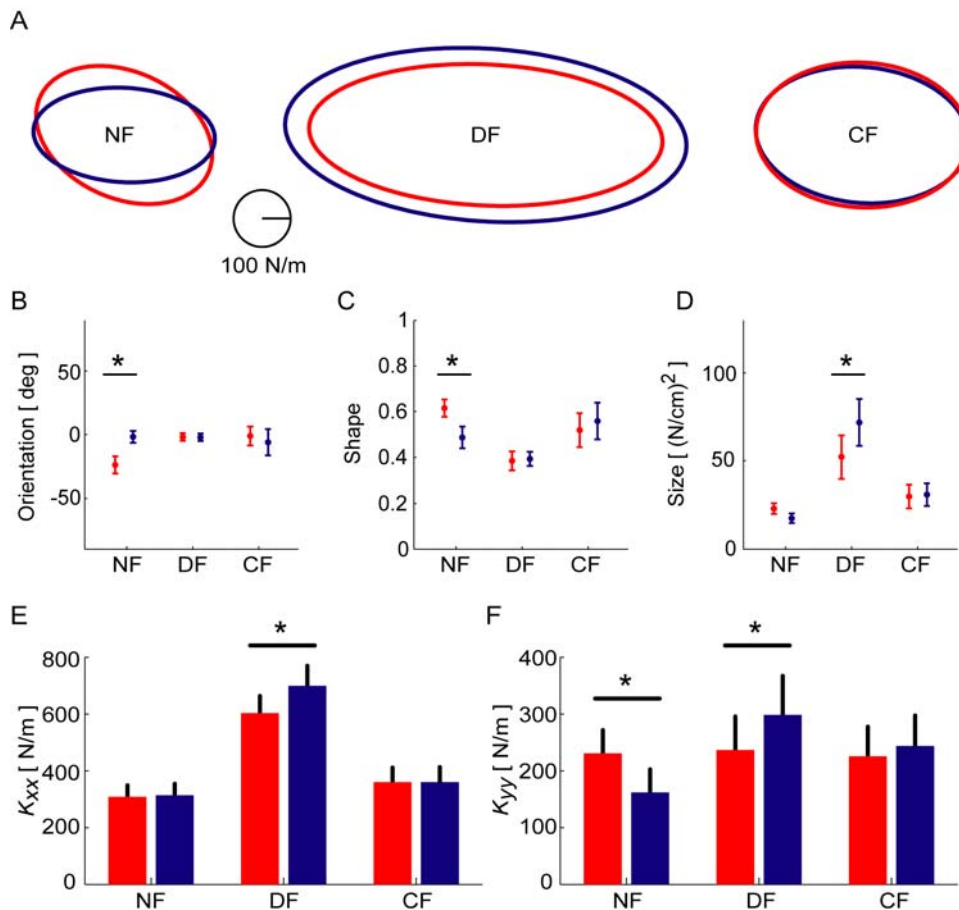 A
NF
DF
CF
100 N/m
B
C
D
Orientation [ deg ]
50
0
-50
*
NF DF CF
Shape
1
0.8
0.6
0.4
0.2
0
*
NF DF CF
Size [ (N/cm)²
100
50
0
*
NF DF CF
E
F
Kxx [ N/m]
800
600
400
200
0
*
NF DF CF
Kyy [ N/m ]
400
300
200
100
0
*
*
NF DF CF